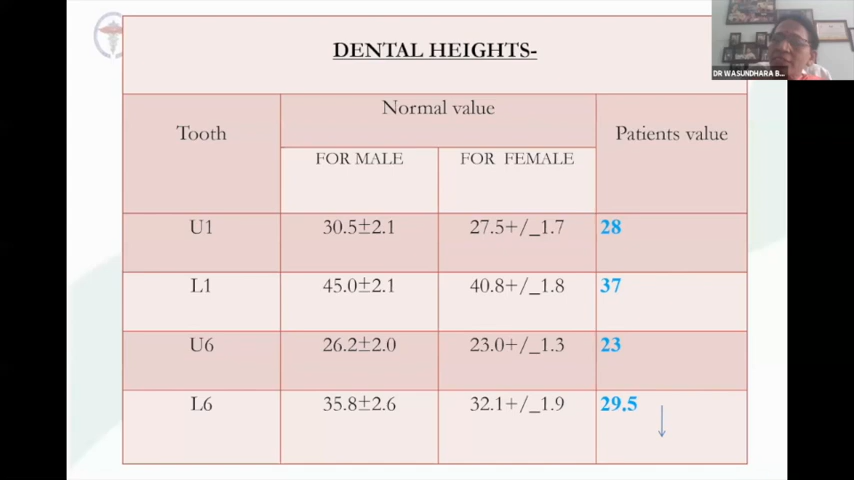 DENTAL HEIGHTS-
DR WASUNDHARA B...
Tooth
Normal value
Patients value
FOR MALE
FOR FEMALE
U1
30.5±2.1
27.5+/_1.7
28
L1
45.0±2.1
40.8+/_1.8
37
U6
26.2±2.0
23.0+/_1.3
23
L6
35.8±2.6
32.1+/_1.9
29.5